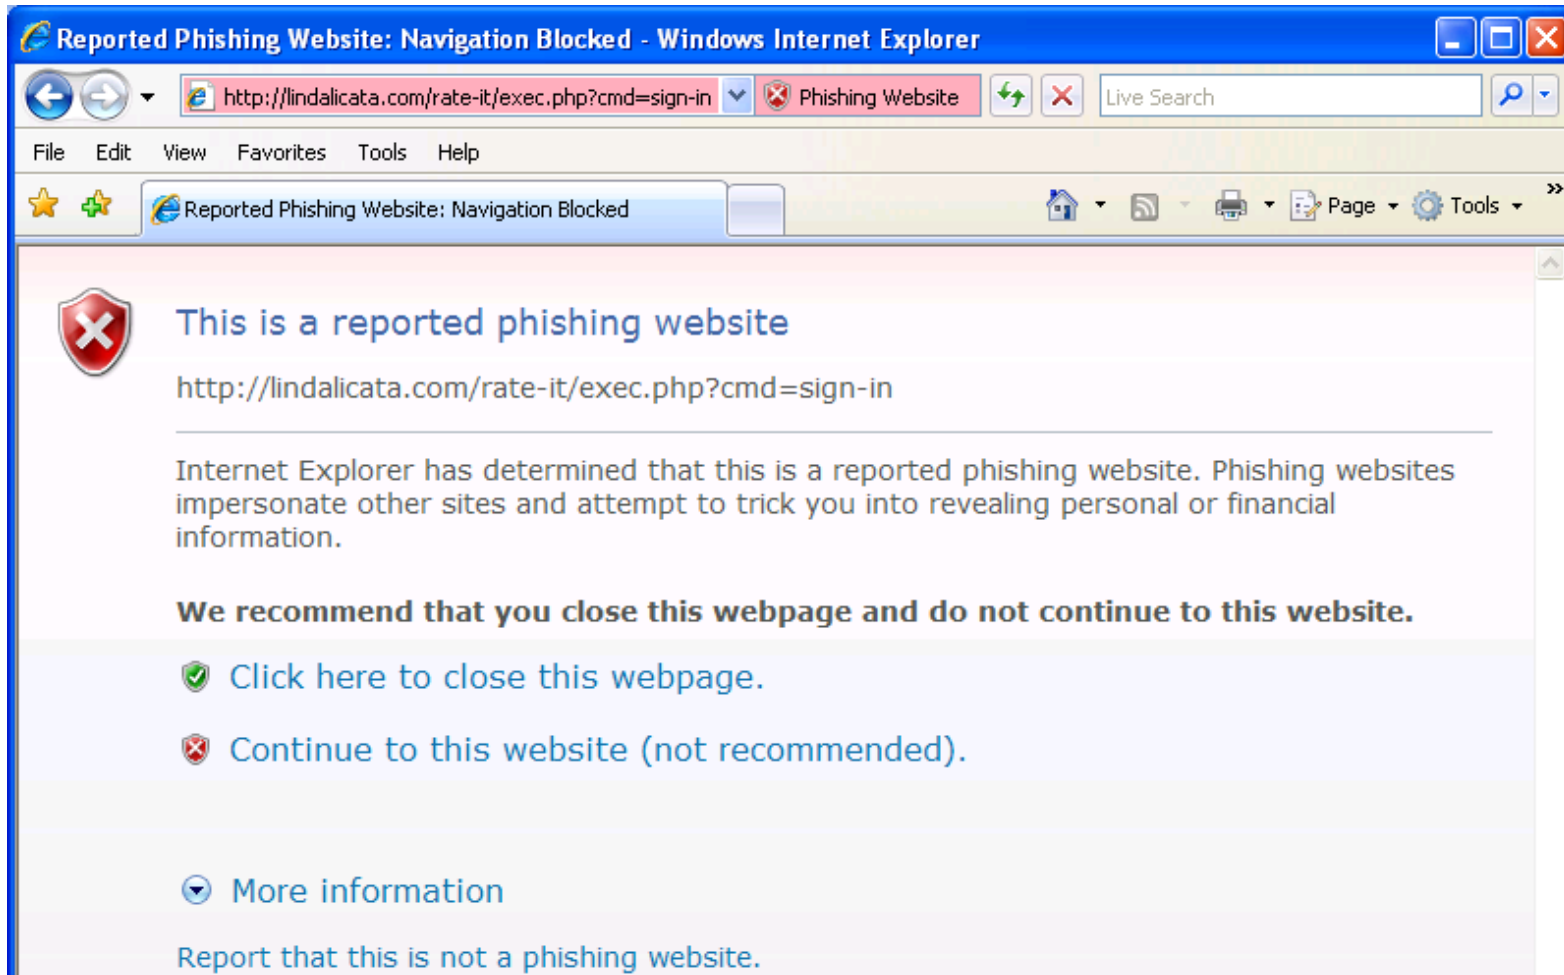 Reported Phishing Website: Navigation Blocked - Windows Internet Explorer
http://lindalicata.com/rate-it/exec.php?cmd=sign-in Phishing Website Live Search
File Edit View Favorites Tools Help
Reported Phishing Website: Navigation Blocked Page Tools »
This is a reported phishing website
http://lindalicata.com/rate-it/exec.php?cmd=sign-in
Internet Explorer has determined that this is a reported phishing website. Phishing websites
impersonate other sites and attempt to trick you into revealing personal or financial
information.
We recommend that you close this webpage and do not continue to this website.
Click here to close this webpage.
Continue to this website (not recommended).
More information
Report that this is not a phishing website.